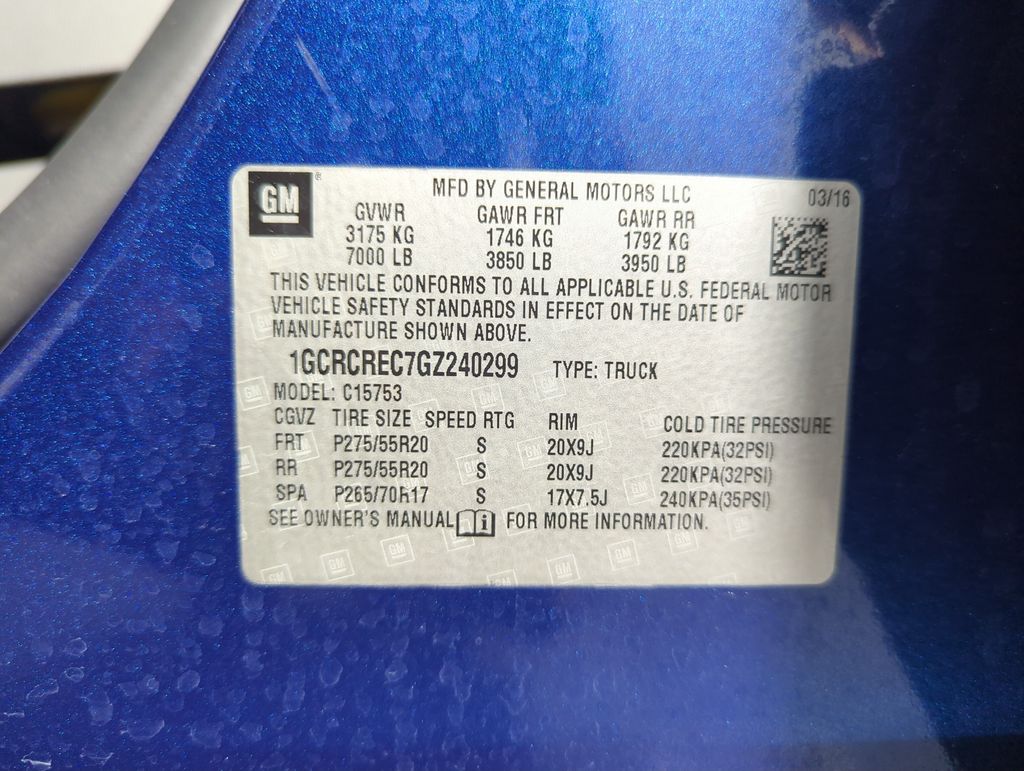 GM
MFD BY GENERAL MOTORS LLC 03/16
GVWR GAWR FRT GAWR RR
3175 KG 1746 KG 1792 KG
7000 LB 3850 LB 3950 LB
THIS VEHICLE CONFORMS TO ALL APPLICABLE U.S. FEDERAL MOTOR
VEHICLE SAFETY STANDARDS IN EFFECT ON THE DATE OF
MANUFACTURE SHOWN ABOVE.
1GCRCREC7GZ240299 TYPE: TRUCK
MODEL: C15753
CGVZ TIRE SIZE SPEED RTG RIM COLD TIRE PRESSURE
FRT P275/55R20 S 20X9J 220KPA(32PSI)
RR P275/55R20 S 20X9J 220KPA(32PSI)
SPA P265/70R17 S 17X7.5J 240KPA(35PSI)
SEE OWNER'S MANUAL FOR MORE INFORMATION.